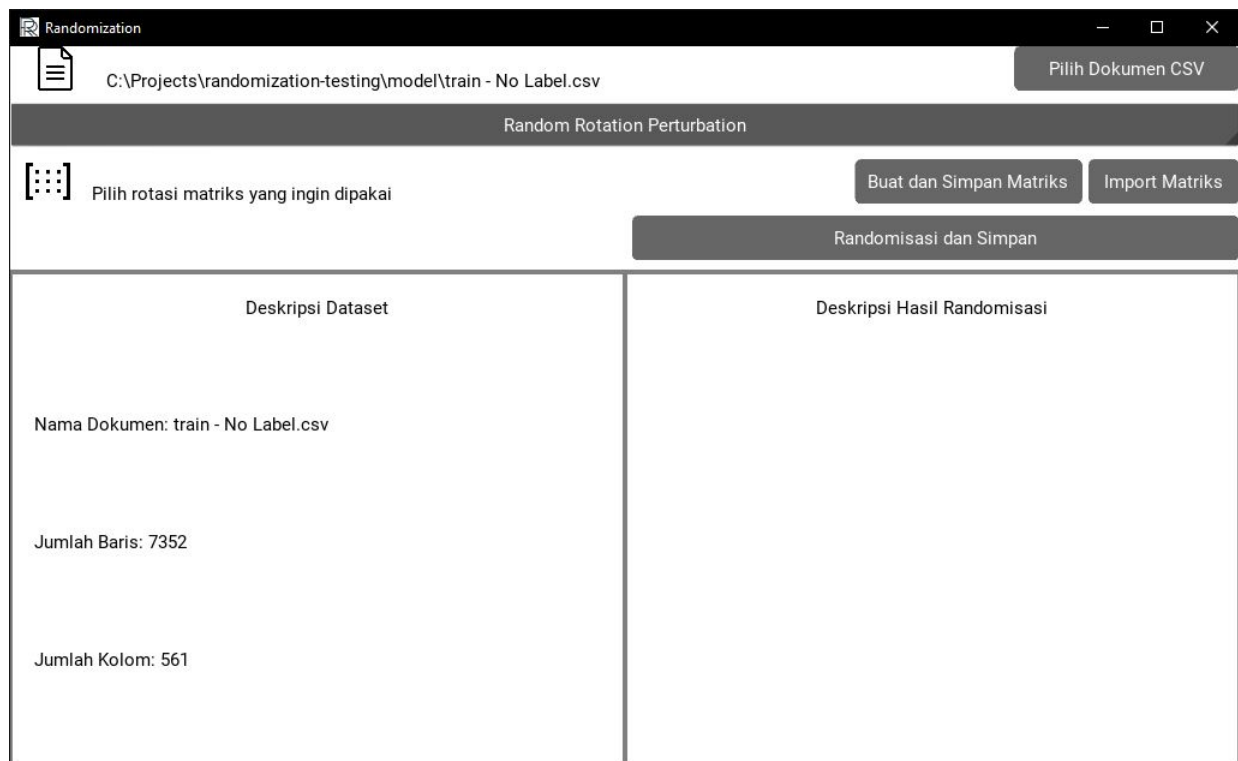 Randomization
C:\Projects\randomization-testing\model\train - No Label.csv
Pilih Dokumen CSV
Random Rotation Perturbation
Pilih rotasi matriks yang ingin dipakai
Buat dan Simpan Matriks
Import Matriks
Randomisasi dan Simpan
Deskripsi Dataset
Nama Dokumen: train - No Label.csv
Jumlah Baris: 7352
Jumlah Kolom: 561
Deskripsi Hasil Randomisasi